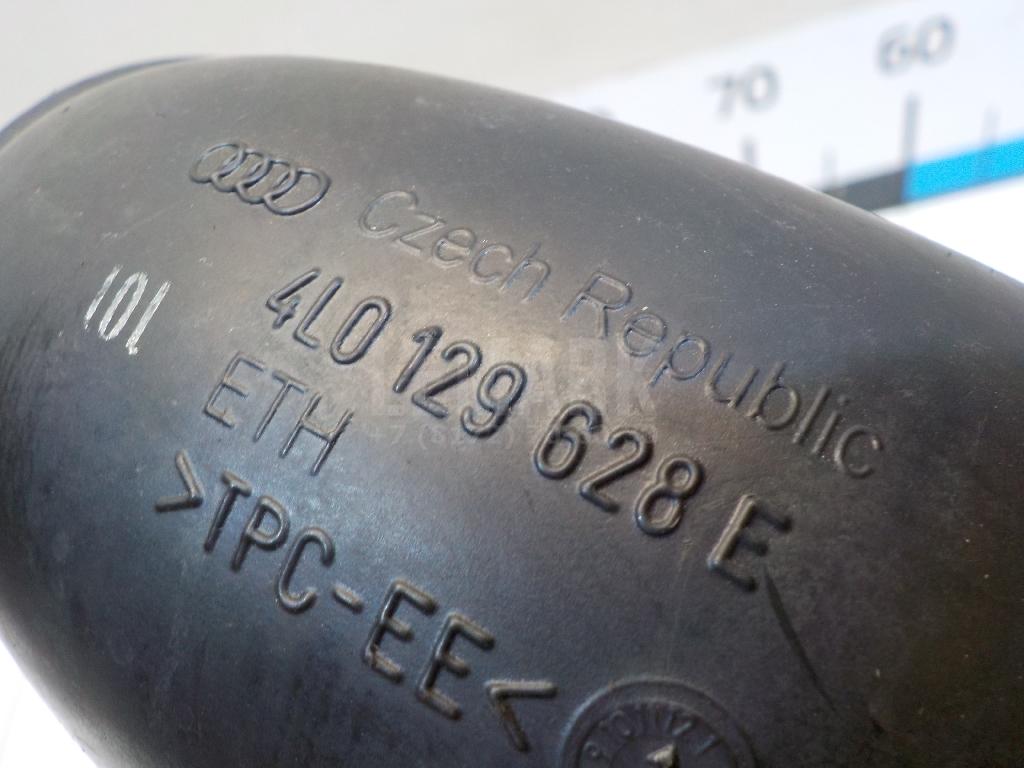 70 60
Czech Republic
101
4L0 129 628 E
ETH
>TPC-EE<